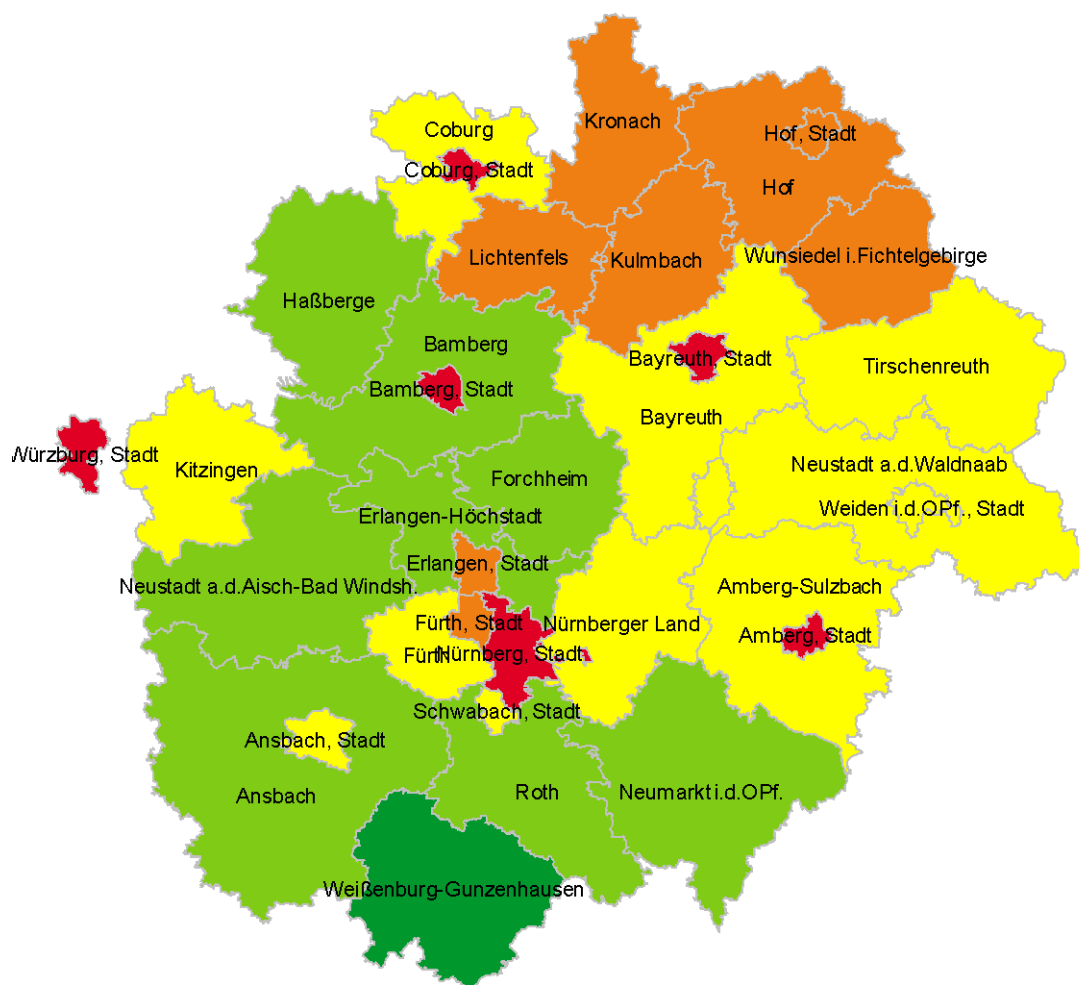 Kronach
Coburg
Hof, Stadt
Coburg, Stadt
Hof
Lichtenfels
Kulmbach
Wunsiedel i.Fichtelgebirge
Haßberge
Bamberg
Bayreuth, Stadt
Tirschenreuth
Bamberg, Stadt
Bayreuth
Würzburg, Stadt
Kitzingen
Neustadt a.d.Waldnaab
Forchheim
Weiden i.d.OPf., Stadt
Erlangen-Höchstadt
Erlangen, Stadt
Neustadt a.d.Aisch-Bad Windsh.
Amberg-Sulzbach
Fürth, Stadt
Nürnberger Land
Amberg, Stadt
Fürth
Nürnberg, Stadt
Schwabach, Stadt
Ansbach, Stadt
Roth
Neumarkt i.d.OPf.
Ansbach
Weißenburg-Gunzenhausen